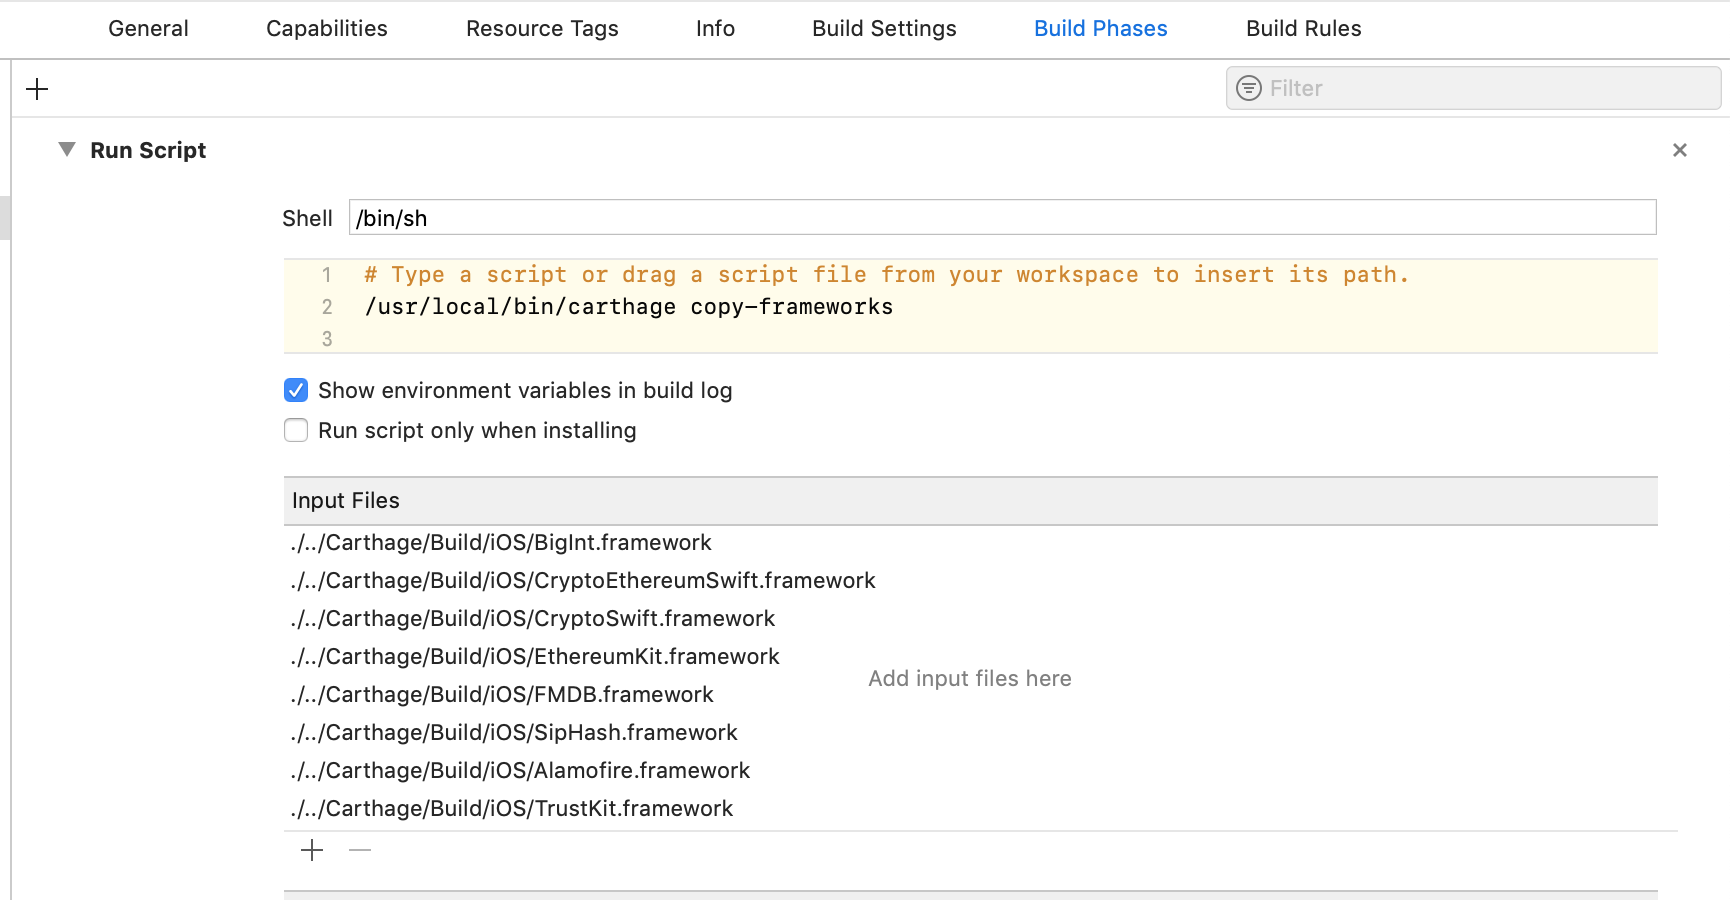 General Capabilities Resource Tags Info Build Settings Build Phases Build Rules
Filter
Run Script
Shell /bin/sh
1 # Type a script or drag a script file from your workspace to insert its path.
2 /usr/local/bin/carthage copy-frameworks
3
Show environment variables in build log
Run script only when installing
Input Files
./../Carthage/Build/iOS/BigInt.framework
./../Carthage/Build/iOS/CryptoEthereumSwift.framework
./../Carthage/Build/iOS/CryptoSwift.framework
./../Carthage/Build/iOS/EthereumKit.framework
Add input files here
./../Carthage/Build/iOS/FMDB.framework
./../Carthage/Build/iOS/SipHash.framework
./../Carthage/Build/iOS/Alamofire.framework
./../Carthage/Build/iOS/TrustKit.framework